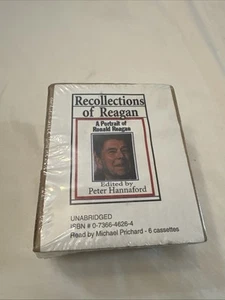 Recollections
of Reagan
A Portrait of
Ronald Reagan
Edited by
Peter Hannaford
UNABRIDGED
ISBN # 0-7366-4626-4
Read by Michael Prichard - 6 cassettes